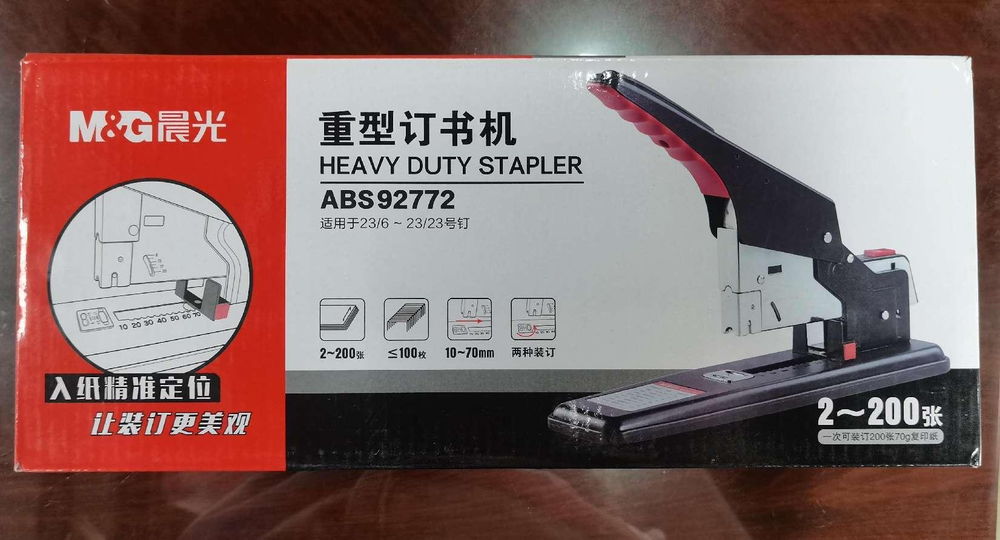 M&G晨光
10 20 30 40 50 60 70
入纸精准定位
让装订更美观
重型订书机
HEAVY DUTY STAPLER
ABS92772
适用于23/6 ~ 23/23号钉
2~200张
≤100枚
10~70mm
两种装订
2~200张
一次可装订200张70g复印纸